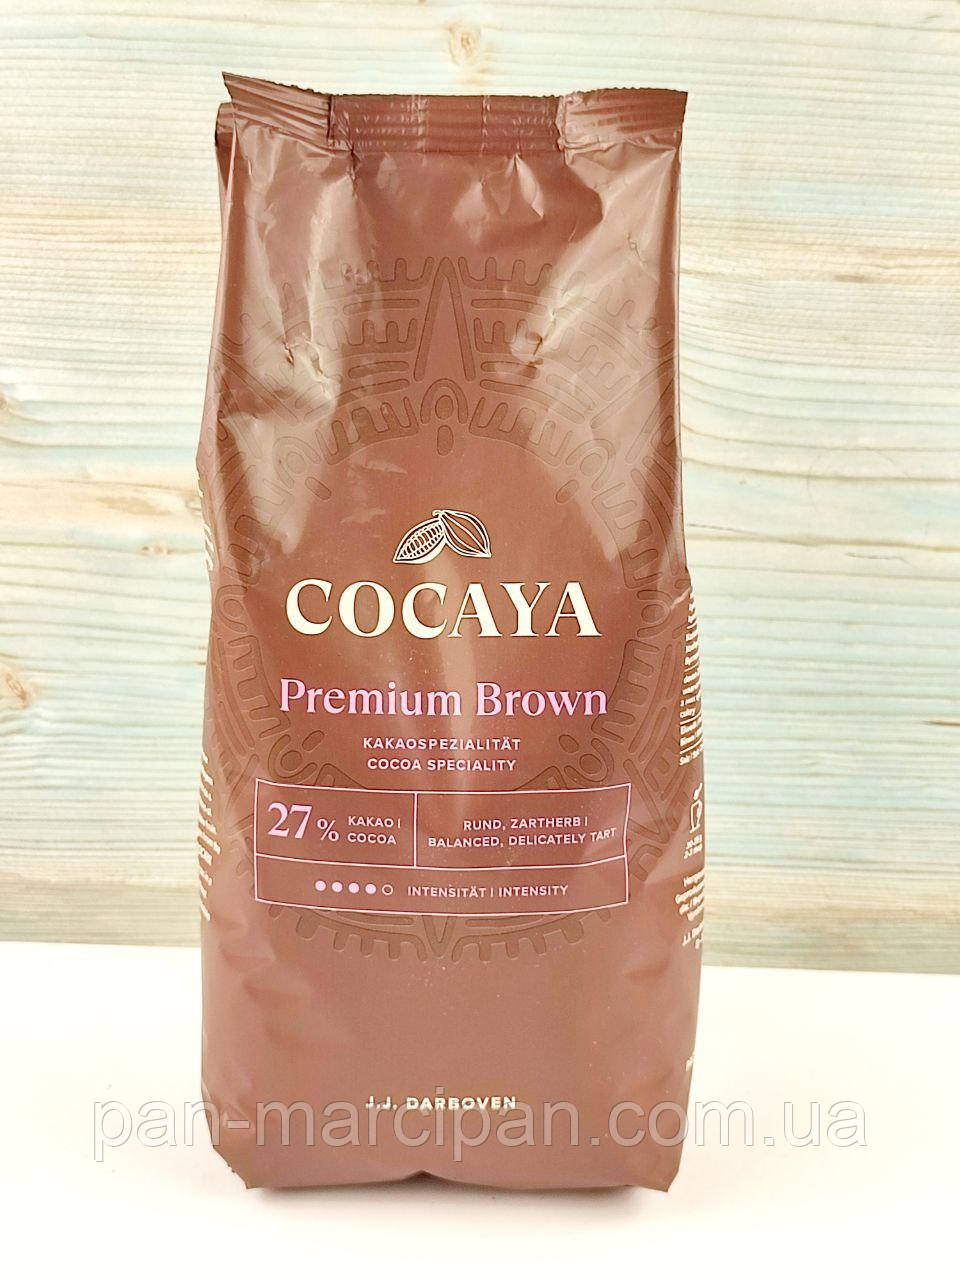 COCAYA
Premium Brown
KAKAOSPEZIALITÄT
COCOA SPECIALITY
27% KAKAO |
COCOA
RUND, ZARTHERB |
BALANCED, DELICATELY TART
INTENSITÄT | INTENSITY
J.J. DARBOVEN
pan-marcipan.com.ua